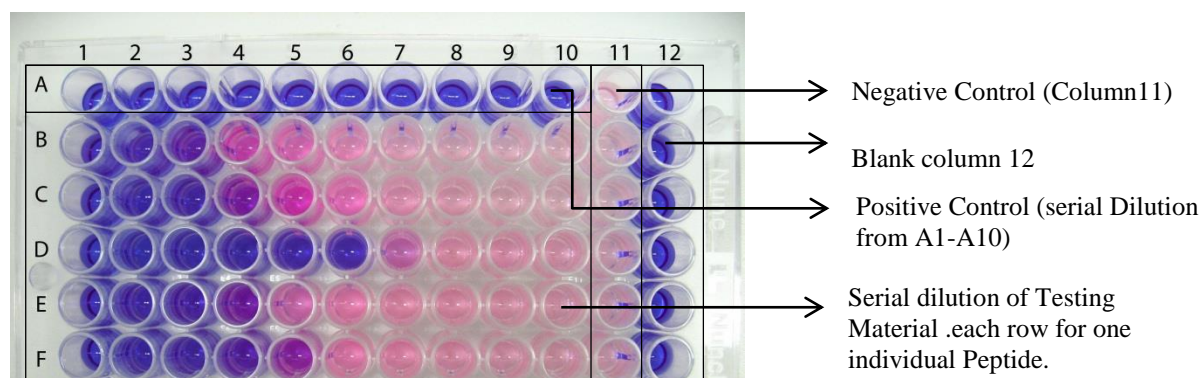 1 2 3 4 5 6 7 8 9 10 11 12
A
B
C
D
E
F
Negative Control (Column11)
Blank column 12
Positive Control (serial Dilution
from A1-A10)
Serial dilution of Testing
Material .each row for one
individual Peptide.